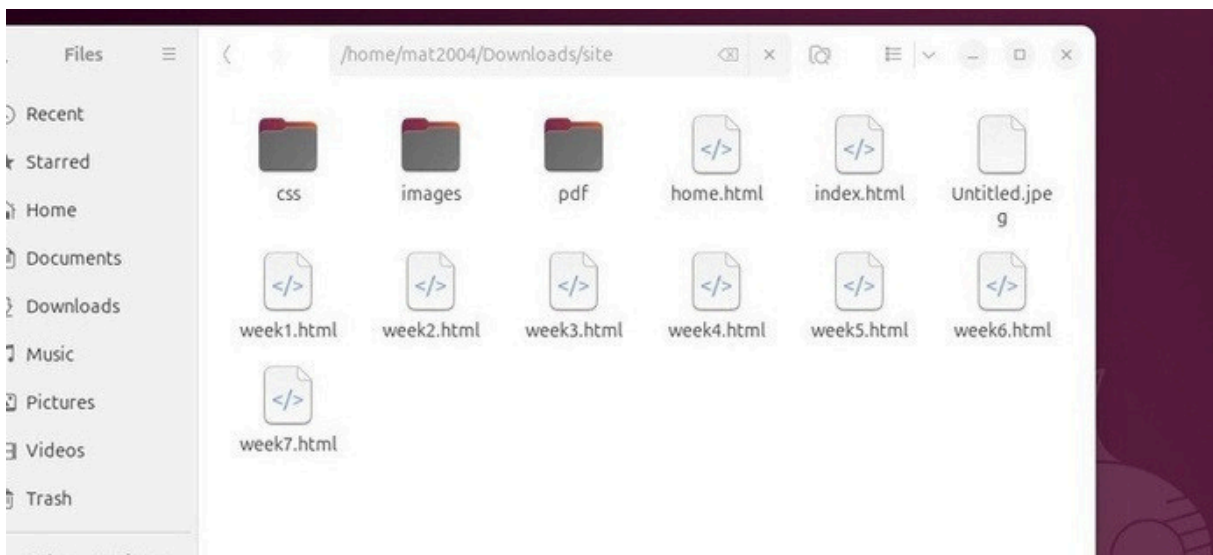 Files
/home/mat2004/Downloads/site
Recent
Starred
Home
Documents
Downloads
Music
Pictures
Videos
Trash
css
images
pdf
home.html
index.html
Untitled.jpe
g
week1.html
week2.html
week3.html
week4.html
week5.html
week6.html
week7.html